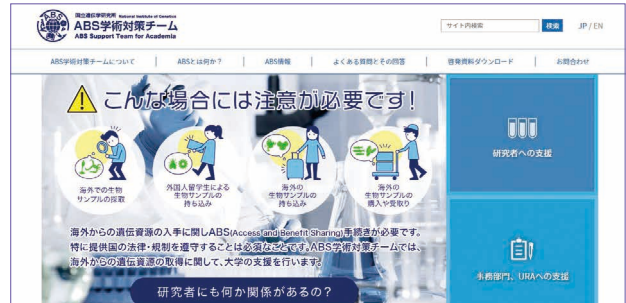 国立遺伝学研究所 National Institute of Genetics
ABS学術対策チーム
ABS Support Team for Academia
サイト内検索
検索
JP / EN
ABS学術対策チームについて
ABSとは何か？
ABS情報
よくある質問とその回答
啓発資料ダウンロード
お問合わせ
こんな場合には注意が必要です!
海外での生物
サンプルの採取
外国人留学生による
生物サンプルの
持ち込み
海外の
生物サンプルの
持ち込み
海外の
生物サンプルの
購入や受取り
海外からの遺伝資源の入手に関しABS(Access and Benefit Sharing)手続きが必要です。
特に提供国の法律・規制を遵守することは必須なことです。ABS学術対策チームでは、
海外からの遺伝資源の取得に関して、大学の支援を行います。
研究者にも何か関係があるの？
研究者への支援
事務部門、URAへの支援